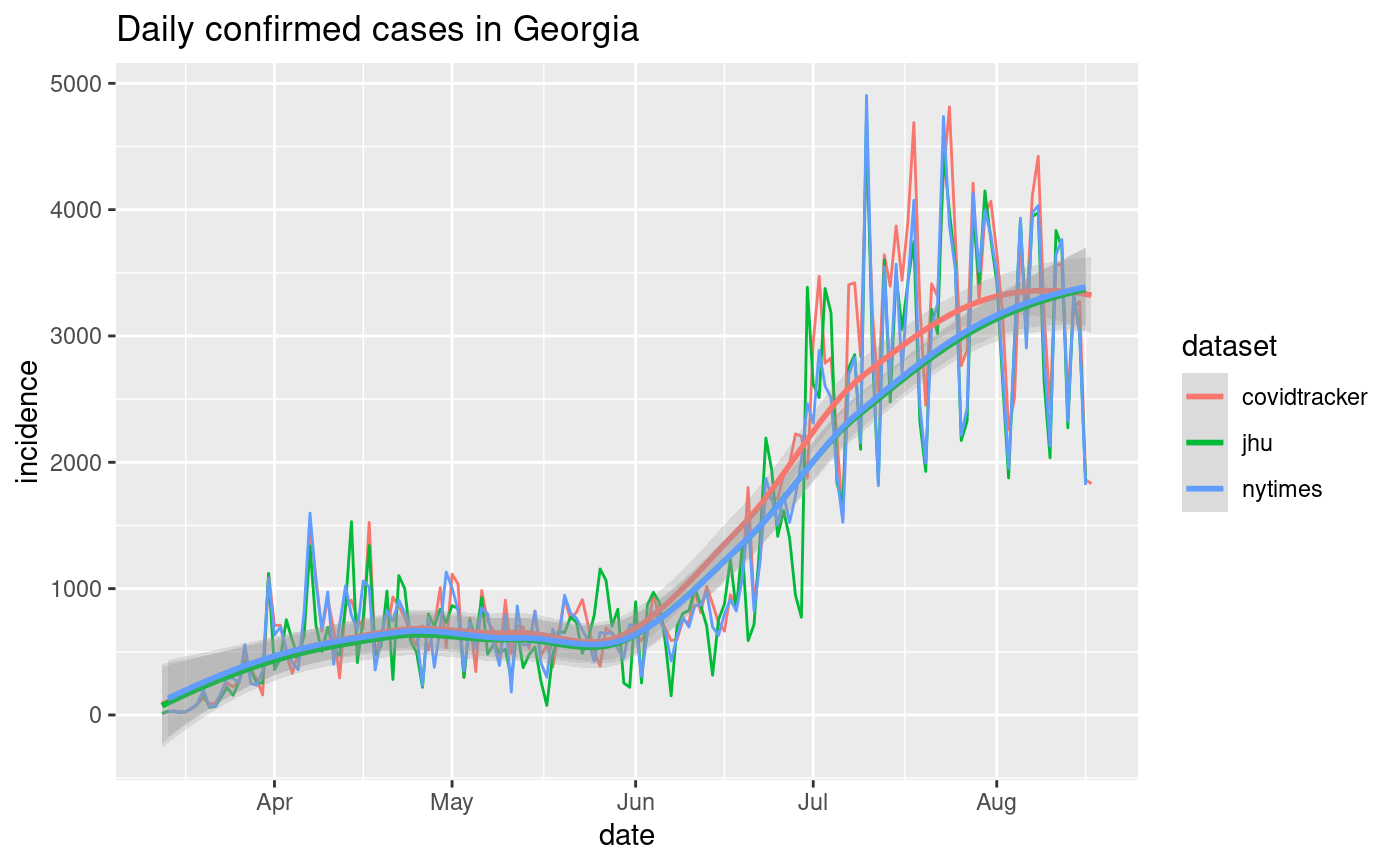 Daily confirmed cases in Georgia
5000
4000
3000
2000
1000
0
incidence
Apr May Jun Jul Aug
date
dataset
covidtracker
jhu
nytimes